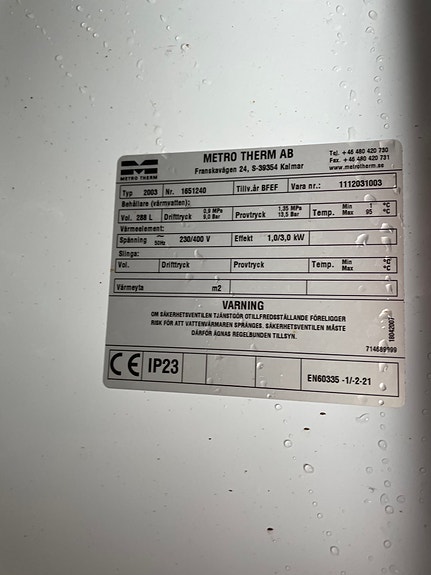 METRO THERM
METRO THERM AB
Franskavägen 24, S-39354 Kalmar
Tel. +46 480 420 730
Fax. +46 480 420 731
www.metrotherm.se
Typ 2003 Nr. 1651240 Tillv.år BFEF Vara nr.: 1112031003
Behållare (värmvatten):
Vol. 288 L Drifttryck 0,9 MPa 9,0 Bar Provtryck 1,35 MPa 13,5 Bar Temp. Min 1 °C Max 95 °C
Värmeelement:
Spänning ~ 50Hz 230/400 V Effekt 1,0/3,0 kW
Slinga:
Vol. Drifttryck Provtryck Temp. Min °C Max °C
Värmeyta m2
VARNING
OM SÄKERHETSVENTILEN TJÄNSTGÖR OTILLFREDSSTÄLLANDE FÖRELIGGER
RISK FÖR ATT VATTENVÄRMAREN SPRÄNGES. SÄKERHETSVENTILEN MÅSTE
DÄRFÖR ÄGNAS REGELBUNDEN TILLSYN.
CE IP23 EN60335 -1/-2-21